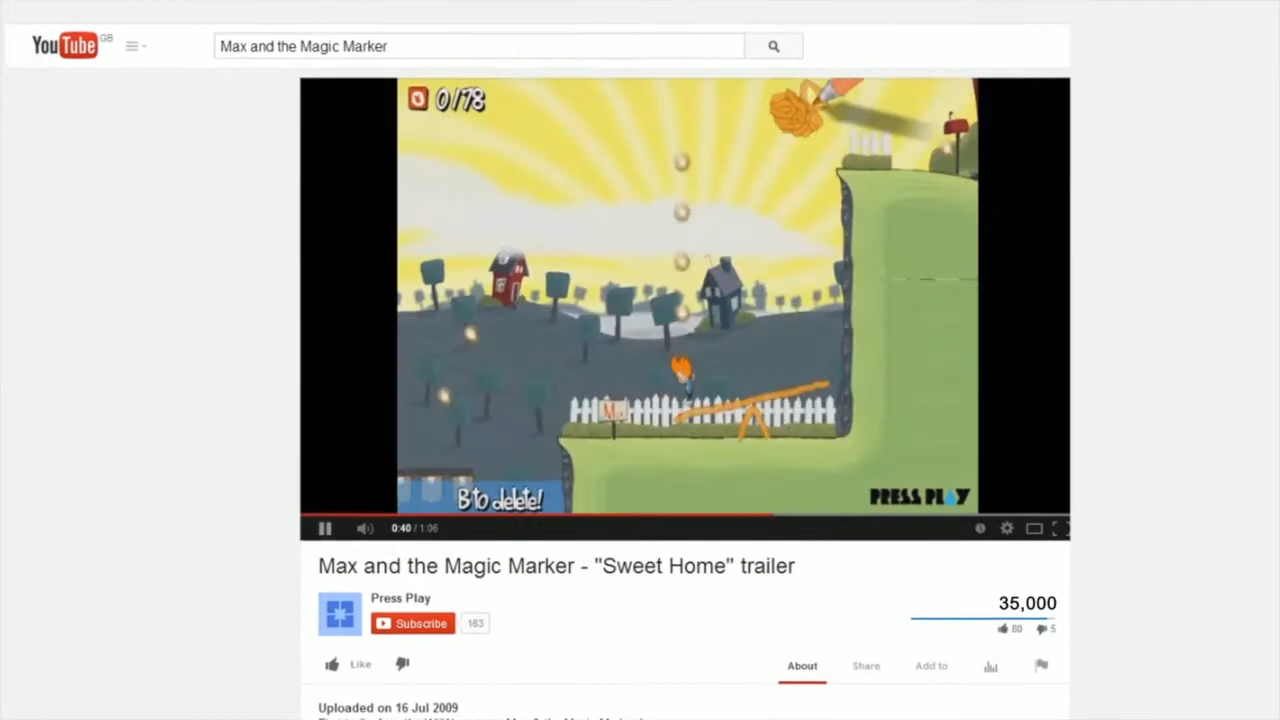 YouTube GB
Max and the Magic Marker
0/78
M
B to delete!
PRESS PLAY
0:40 / 1:06
Max and the Magic Marker - "Sweet Home" trailer
Press Play
Subscribe 163
35,000
80 5
Like
About Share Add to
Uploaded on 16 Jul 2009